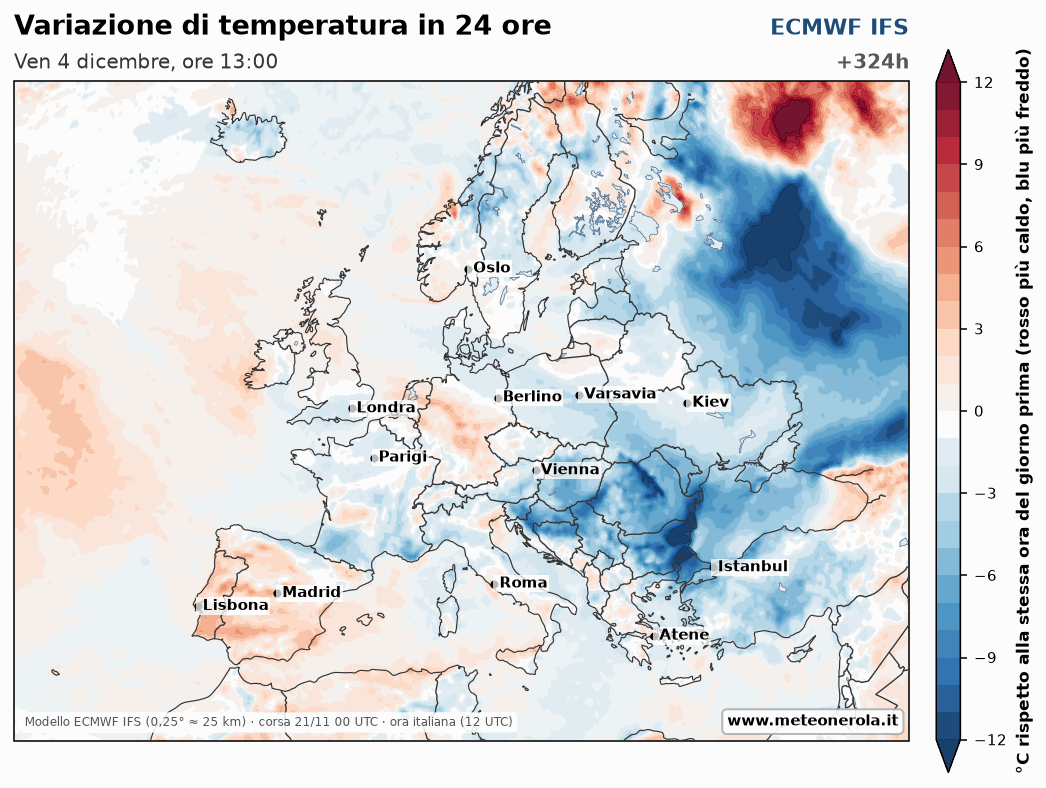 Variazione di temperatura in 24 ore
ECMWF IFS
Ven 4 dicembre, ore 13:00
+324h
Oslo
Londra
Berlino
Varsavia
Kiev
Parigi
Vienna
Istanbul
Roma
Madrid
Lisbona
Atene
Modello ECMWF IFS (0,25° ≈ 25 km) · corsa 21/11 00 UTC · ora italiana (12 UTC)
www.meteonerola.it
12
9
6
3
0
−3
−6
−9
−12
°C rispetto alla stessa ora del giorno prima (rosso più caldo, blu più freddo)